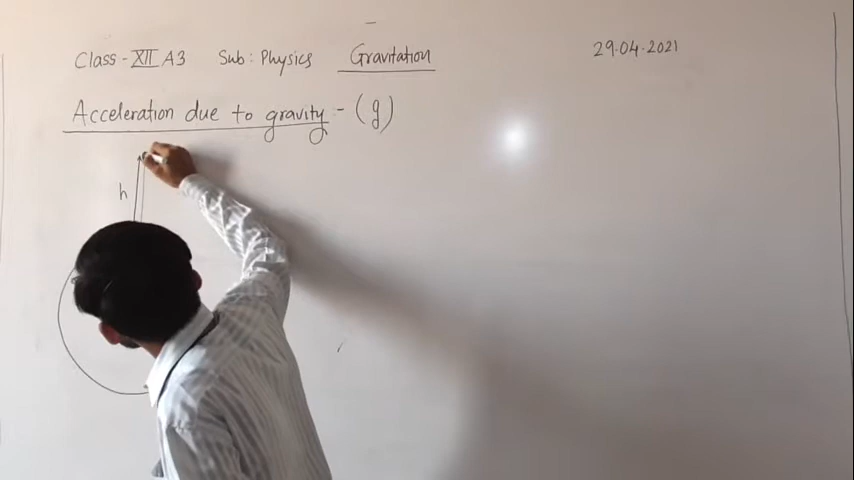 Class - XII A3 Sub : Physics Gravitation 29.04.2021
Acceleration due to gravity - (g)
h